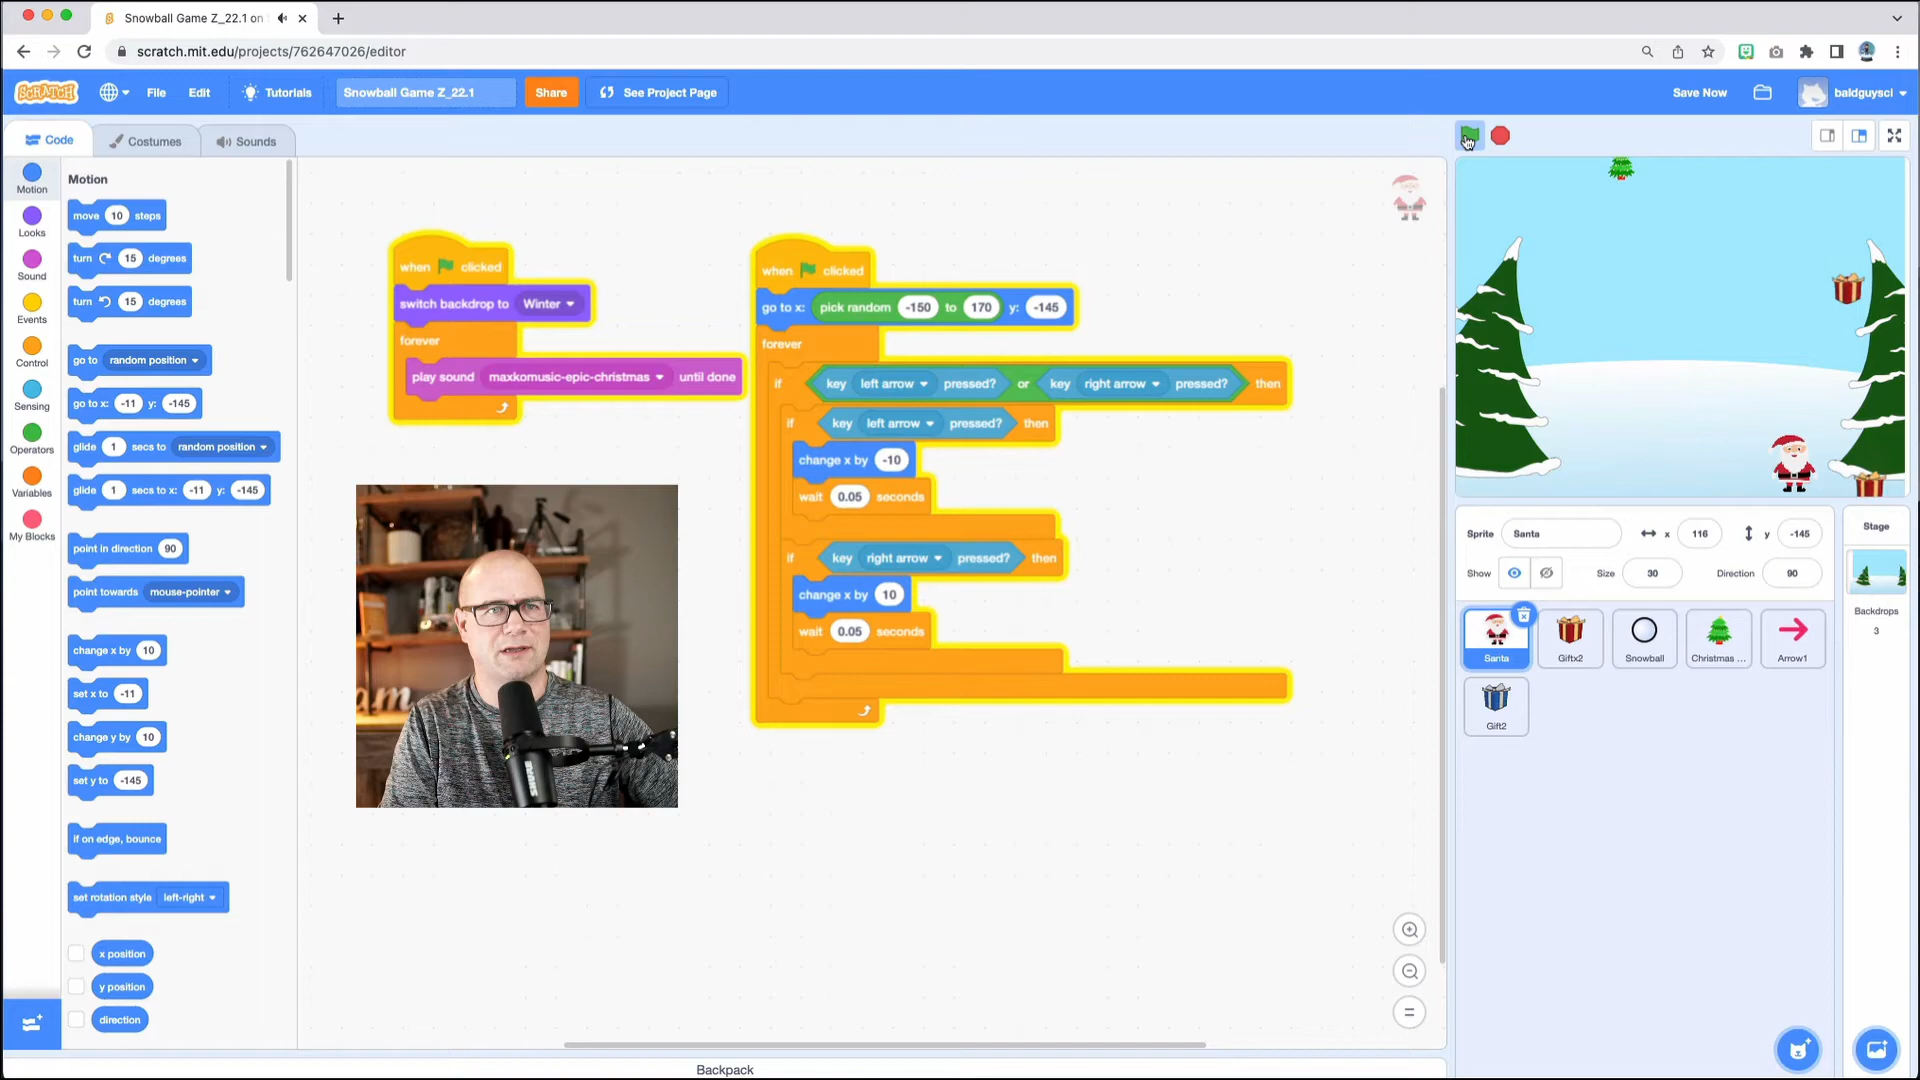 Snowball Game Z_22.1 on
scratch.mit.edu/projects/762647026/editor
SCRATCH
File
Edit
Tutorials
Snowball Game Z_22.1
Share
See Project Page
Save Now
baldguysci
Code
Costumes
Sounds
Motion
Looks
Sound
Events
Control
Sensing
Operators
Variables
My Blocks
Motion
move 10 steps
turn 15 degrees
turn 15 degrees
go to random position
go to x: -11 y: -145
glide 1 secs to random position
glide 1 secs to x: -11 y: -145
point in direction 90
point towards mouse-pointer
change x by 10
set x to -11
change y by 10
set y to -145
if on edge, bounce
set rotation style left-right
x position
y position
direction
when clicked
switch backdrop to Winter
forever
play sound maxkomusic-epic-christmas until done
when clicked
go to x: pick random -150 to 170 y: -145
forever
if key left arrow pressed? or key right arrow pressed? then
if key left arrow pressed? then
change x by -10
wait 0.05 seconds
if key right arrow pressed? then
change x by 10
wait 0.05 seconds
Sprite Santa x 116 y -145
Show Size 30 Direction 90
Santa
Giftx2
Snowball
Christmas ...
Arrow1
Gift2
Stage
Backdrops
3
Backpack